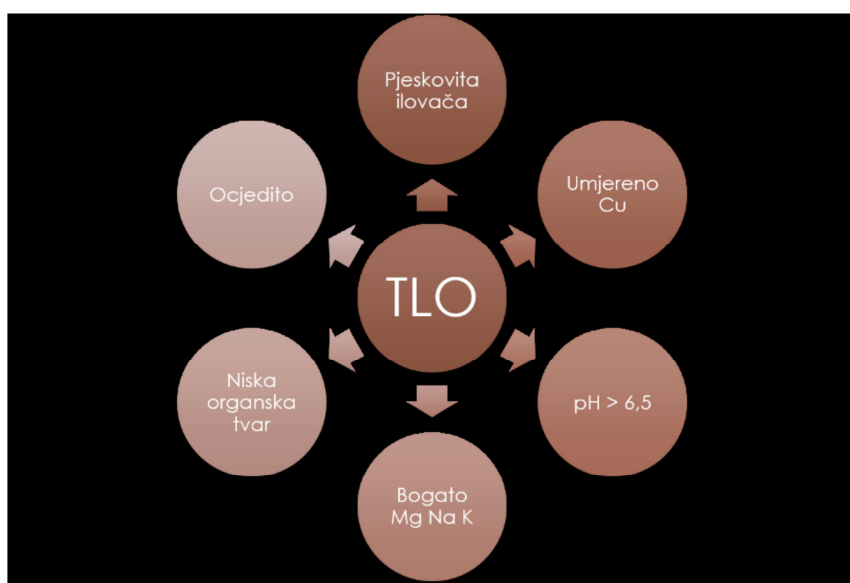 Pjeskovita
ilovača
Umjereno
Cu
pH > 6,5
Bogato
Mg Na K
Niska
organska
tvar
Ocjedito
TLO